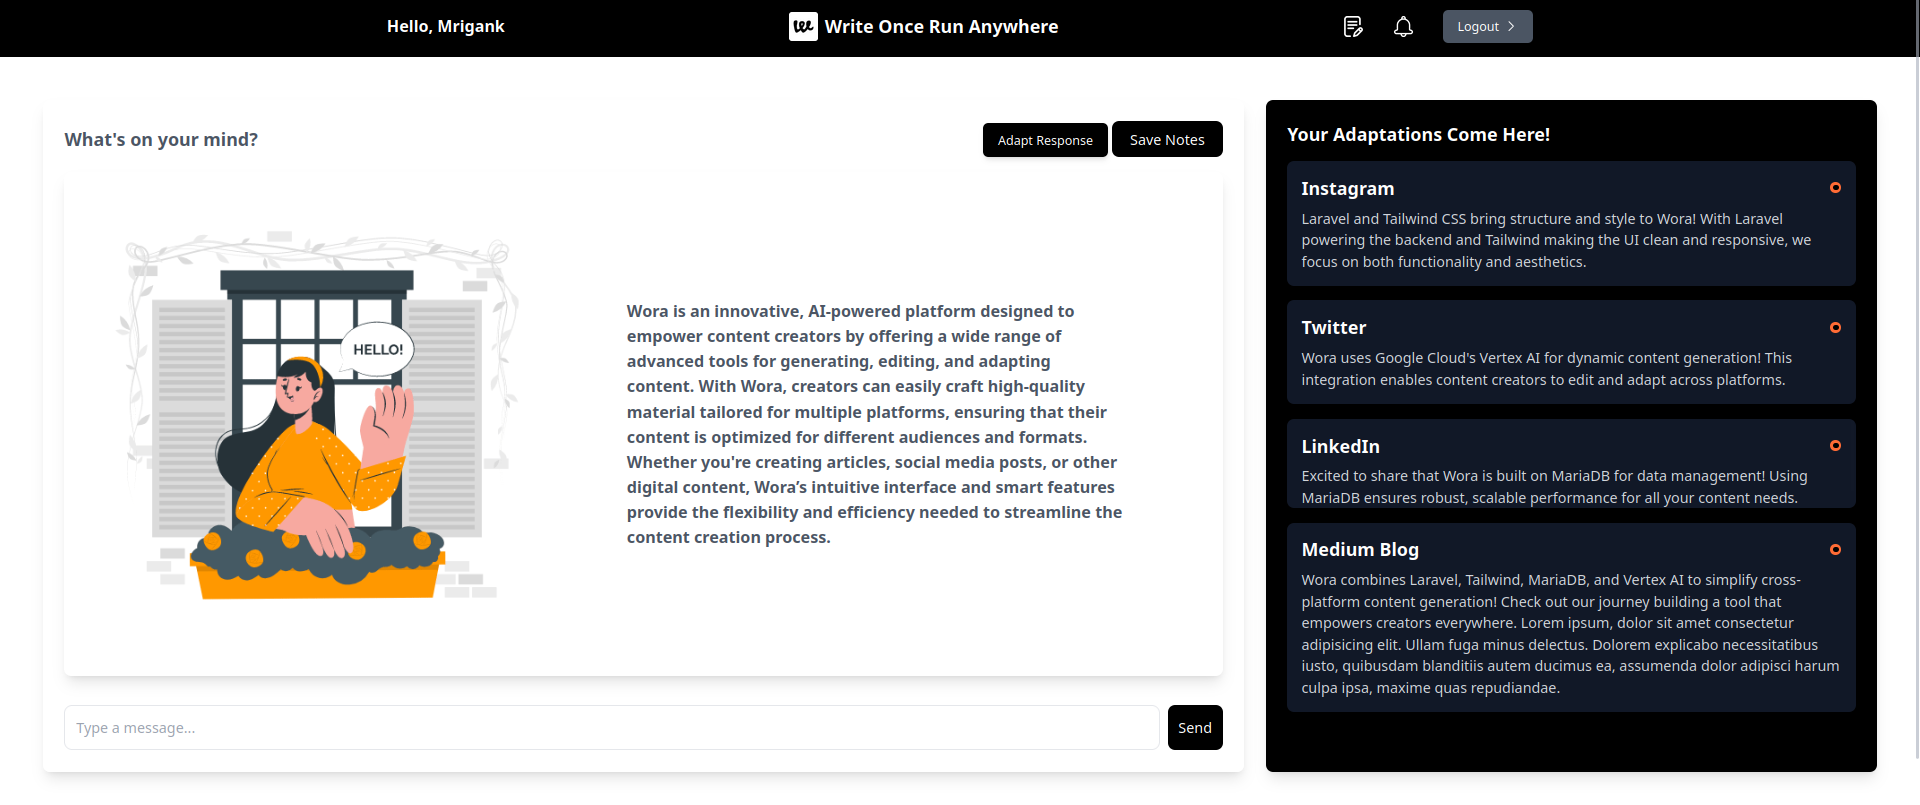 Hello, Mrigank
Write Once Run Anywhere
Logout
What's on your mind?
Adapt Response
Save Notes
HELLO!
Wora is an innovative, AI-powered platform designed to
empower content creators by offering a wide range of
advanced tools for generating, editing, and adapting
content. With Wora, creators can easily craft high-quality
material tailored for multiple platforms, ensuring that their
content is optimized for different audiences and formats.
Whether you're creating articles, social media posts, or other
digital content, Wora’s intuitive interface and smart features
provide the flexibility and efficiency needed to streamline the
content creation process.
Type a message...
Send
Your Adaptations Come Here!
Instagram
Laravel and Tailwind CSS bring structure and style to Wora! With Laravel
powering the backend and Tailwind making the UI clean and responsive, we
focus on both functionality and aesthetics.
Twitter
Wora uses Google Cloud's Vertex AI for dynamic content generation! This
integration enables content creators to edit and adapt across platforms.
LinkedIn
Excited to share that Wora is built on MariaDB for data management! Using
MariaDB ensures robust, scalable performance for all your content needs.
Medium Blog
Wora combines Laravel, Tailwind, MariaDB, and Vertex AI to simplify cross-
platform content generation! Check out our journey building a tool that
empowers creators everywhere. Lorem ipsum, dolor sit amet consectetur
adipisicing elit. Ullam fuga minus delectus. Dolorem explicabo necessitatibus
iusto, quibusdam blanditiis autem ducimus ea, assumenda dolor adipisci harum
culpa ipsa, maxime quas repudiandae.